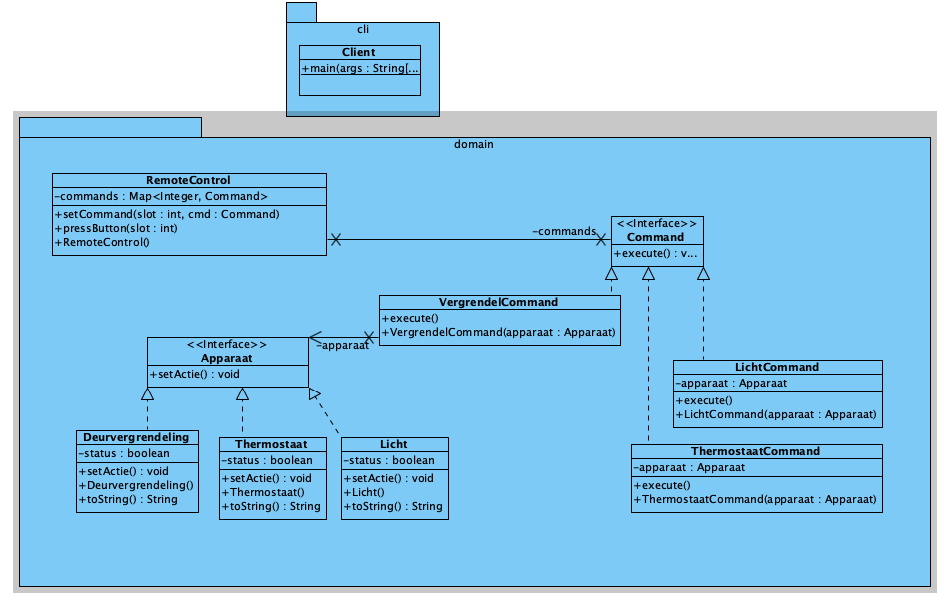 cli
Client
+main(args : String[...
domain
RemoteControl
-commands : Map<Integer, Command>
+setCommand(slot : int, cmd : Command)
+pressButton(slot : int)
+RemoteControl()
-commands
<<Interface>>
Command
+execute() : v...
VergrendelCommand
+execute()
+VergrendelCommand(apparaat : Apparaat)
-apparaat
<<Interface>>
Apparaat
+setActie() : void
LichtCommand
-apparaat : Apparaat
+execute()
+LichtCommand(apparaat : Apparaat)
Deurvergrendeling
-status : boolean
+setActie() : void
+Deurvergrendeling()
+toString() : String
Thermostaat
-status : boolean
+setActie() : void
+Thermostaat()
+toString() : String
Licht
-status : boolean
+setActie() : void
+Licht()
+toString() : String
ThermostaatCommand
-apparaat : Apparaat
+execute()
+ThermostaatCommand(apparaat : Apparaat)